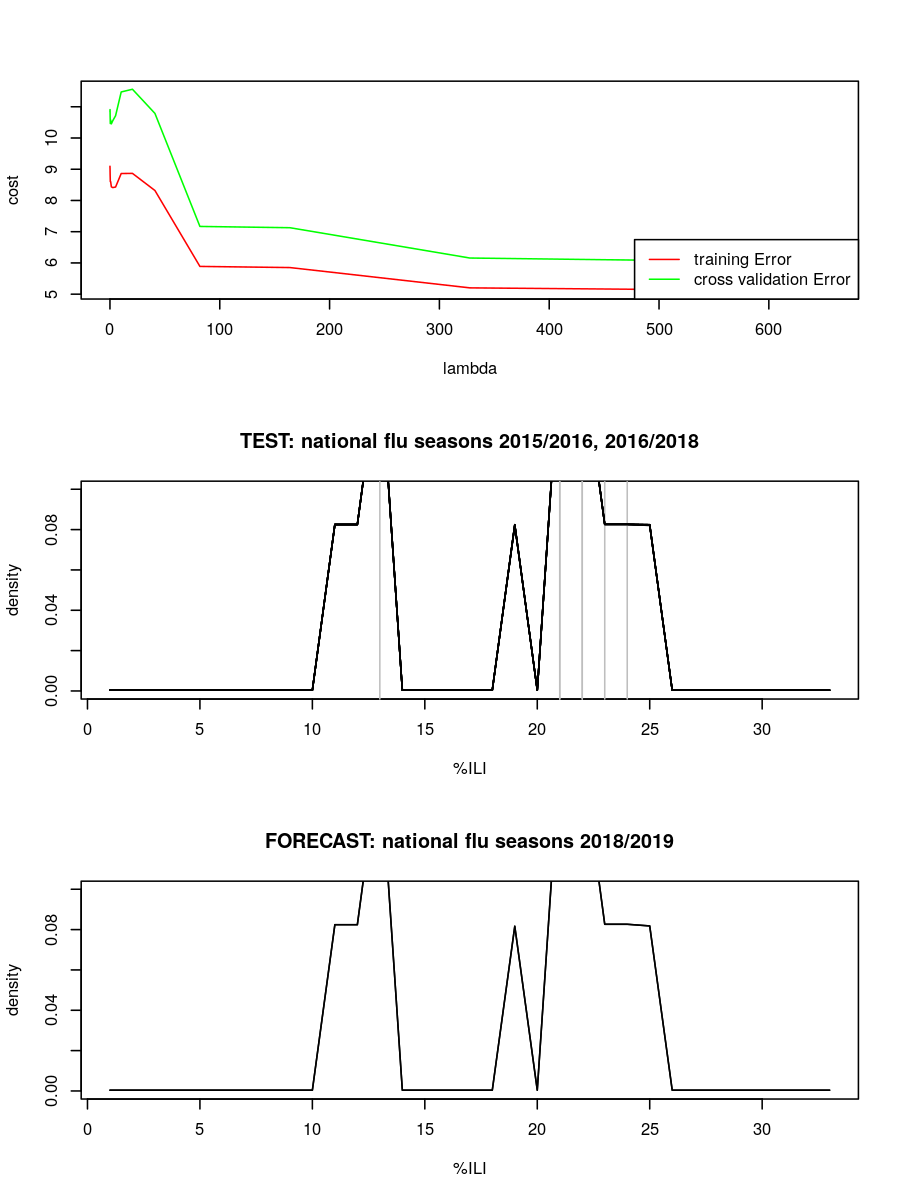 cost
5 6 7 8 9 10
training Error
cross validation Error
0 100 200 300 400 500 600
lambda
TEST: national flu seasons 2015/2016, 2016/2018
density
0.00 0.04 0.08
0 5 10 15 20 25 30
%ILI
FORECAST: national flu seasons 2018/2019
density
0.00 0.04 0.08
0 5 10 15 20 25 30
%ILI